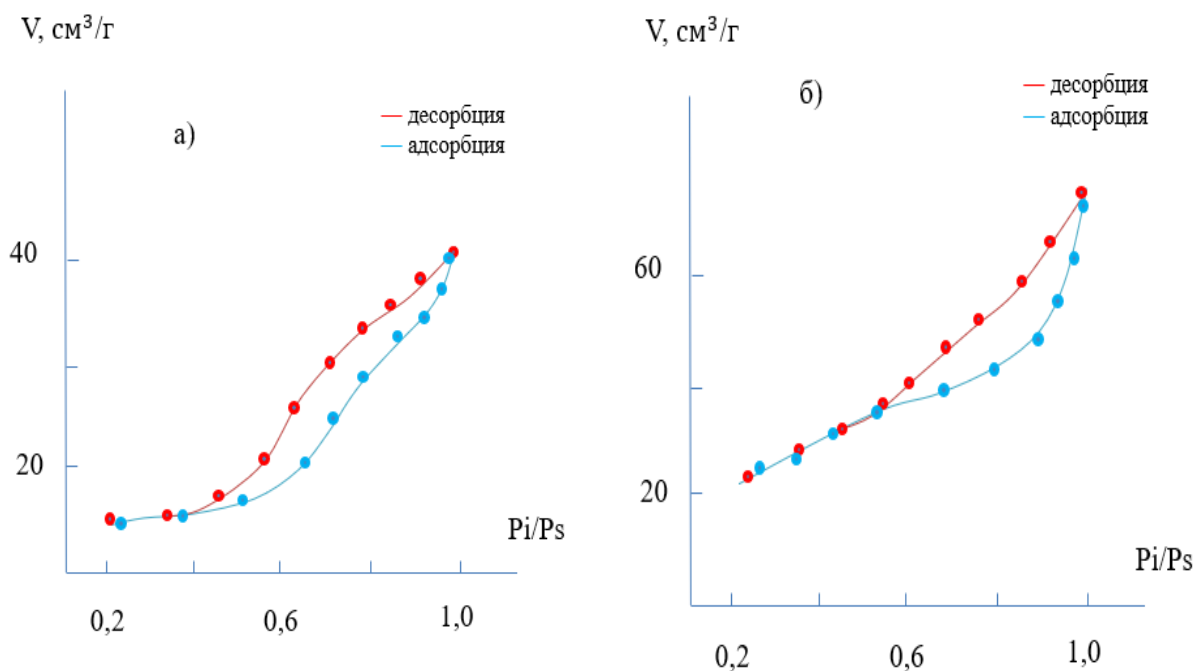 V, см³/г
а)
десорбция
адсорбция
40
20
Pi/Ps
0,2
0,6
1,0
V, см³/г
б)
десорбция
адсорбция
60
20
Pi/Ps
0,2
0,6
1,0